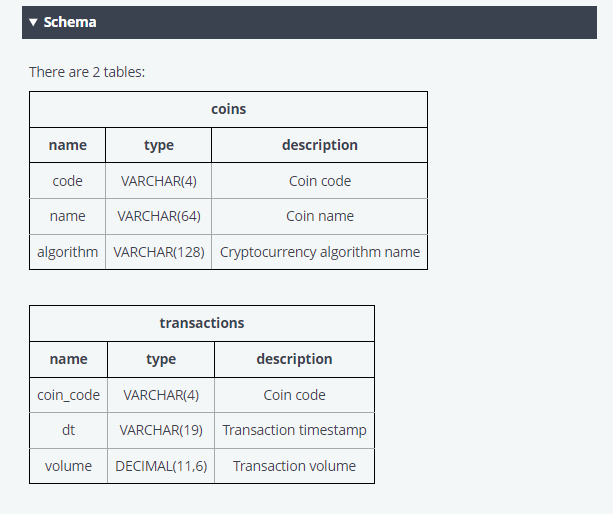 ▼ Schema
There are 2 tables:
coins
name type description
code VARCHAR(4) Coin code
name VARCHAR(64) Coin name
algorithm VARCHAR(128) Cryptocurrency algorithm name
transactions
name type description
coin_code VARCHAR(4) Coin code
dt VARCHAR(19) Transaction timestamp
volume DECIMAL(11,6) Transaction volume